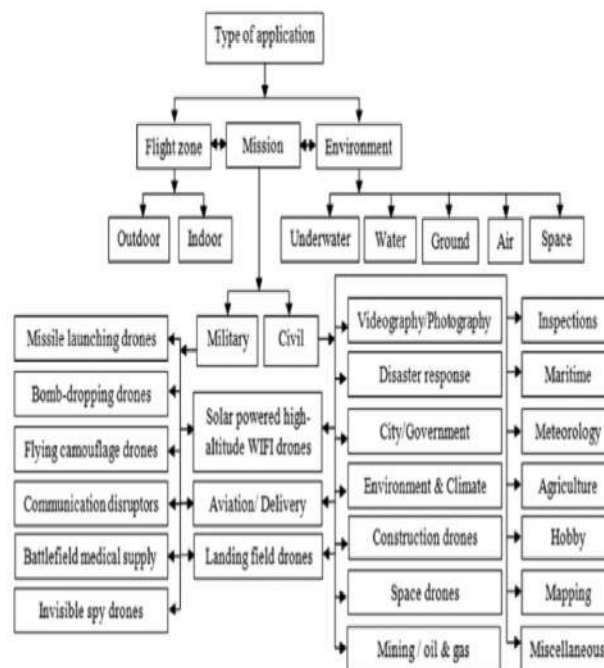 Type of application
Flight zone
Mission
Environment
Outdoor
Indoor
Underwater
Water
Ground
Air
Space
Military
Civil
Missile launching drones
Bomb-dropping drones
Flying camouflage drones
Communication disruptors
Battlefield medical supply
Invisible spy drones
Solar powered high-
altitude WIFI drones
Aviation/ Delivery
Landing field drones
Videography/Photography
Disaster response
City/Government
Environment & Climate
Construction drones
Space drones
Mining / oil & gas
Inspections
Maritime
Meteorology
Agriculture
Hobby
Mapping
Miscellaneous